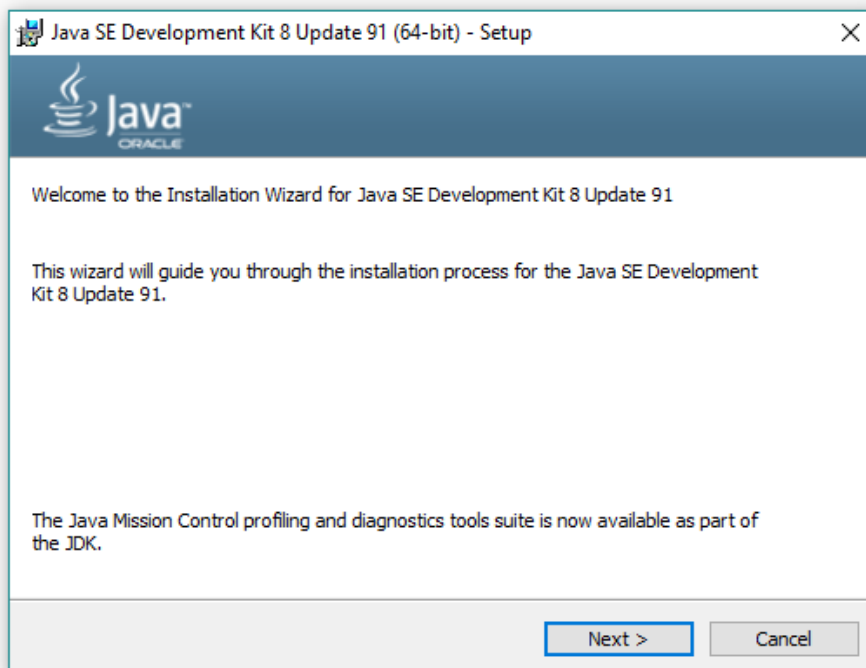 Java SE Development Kit 8 Update 91 (64-bit) - Setup
Java™
ORACLE
Welcome to the Installation Wizard for Java SE Development Kit 8 Update 91
This wizard will guide you through the installation process for the Java SE Development
Kit 8 Update 91.
The Java Mission Control profiling and diagnostics tools suite is now available as part of
the JDK.
Next >
Cancel